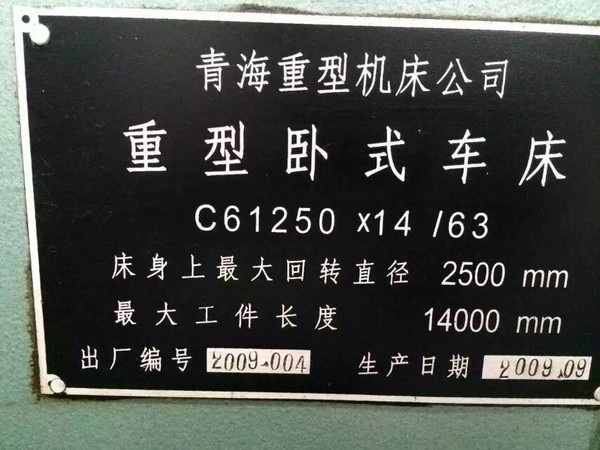 青海重型机床公司
重型卧式车床
C61250 x14 /63
床身上最大回转直径 2500 mm
最大工件长度 14000 mm
出厂编号 2009-004 生产日期 2009.09